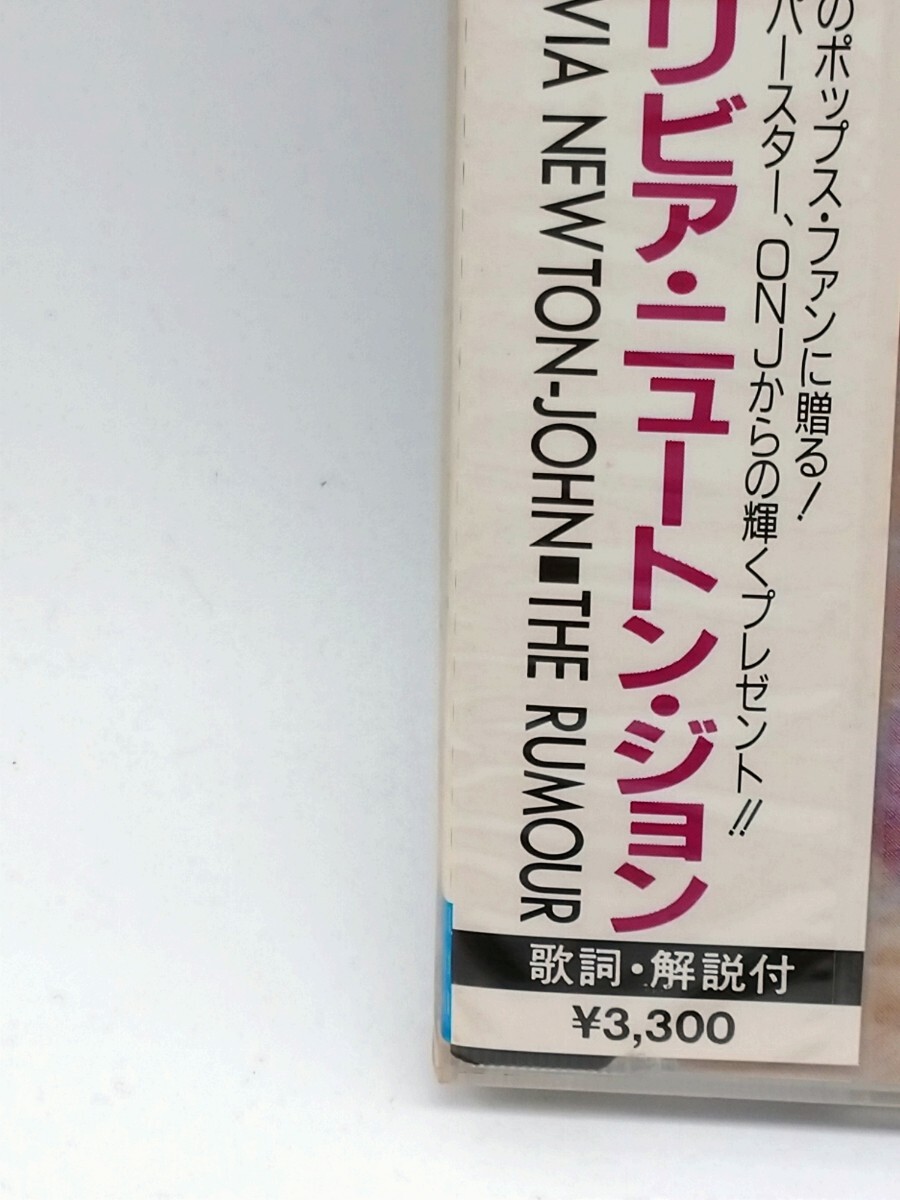 のポップス・ファンに贈る!
パースター、ONJからの輝くプレゼント!!
リビア・ニュートン・ジョン
VIA NEWTON-JOHN■THE RUMOUR
歌詞・解説付
¥3,300